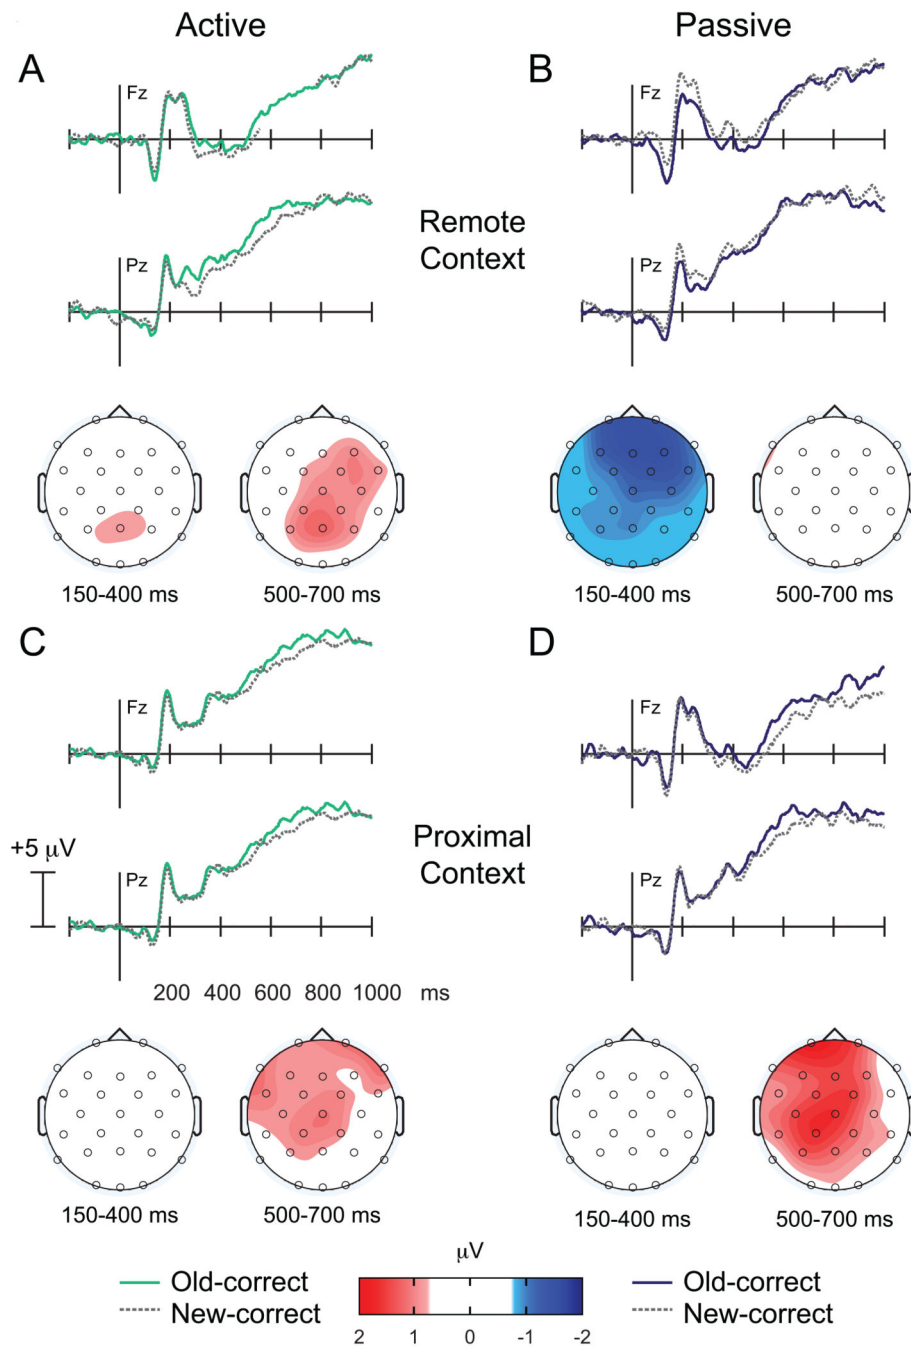 Active
Passive
A
B
Fz
Fz
Remote
Context
Pz
Pz
150-400 ms
500-700 ms
150-400 ms
500-700 ms
C
D
Fz
Fz
Proximal
Context
+5 μV
Pz
Pz
200 400 600 800 1000 ms
150-400 ms
500-700 ms
150-400 ms
500-700 ms
μV
Old-correct
New-correct
2 1 0 -1 -2
Old-correct
New-correct